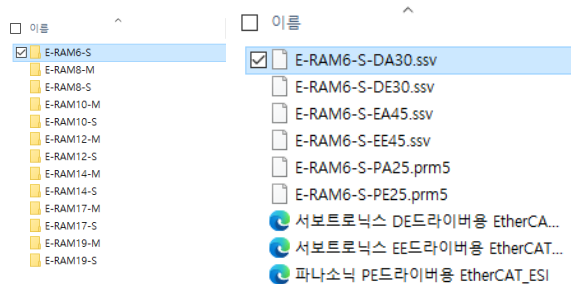 이름
E-RAM6-S
E-RAM8-M
E-RAM8-S
E-RAM10-M
E-RAM10-S
E-RAM12-M
E-RAM12-S
E-RAM14-M
E-RAM14-S
E-RAM17-M
E-RAM17-S
E-RAM19-M
E-RAM19-S
이름
E-RAM6-S-DA30.ssv
E-RAM6-S-DE30.ssv
E-RAM6-S-EA45.ssv
E-RAM6-S-EE45.ssv
E-RAM6-S-PA25.prm5
E-RAM6-S-PE25.prm5
서보트로닉스 DE드라이버용 EtherCA...
서보트로닉스 EE드라이버용 EtherCAT...
파나소닉 PE드라이버용 EtherCAT_ESI